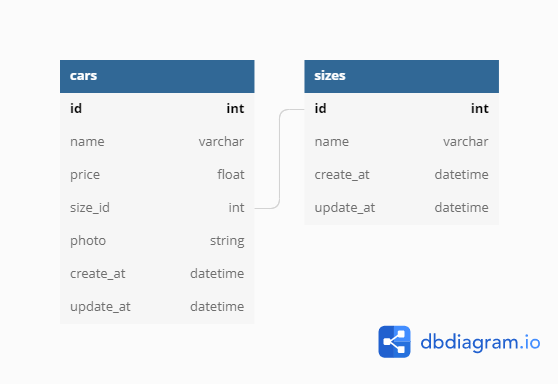 cars
id int
name varchar
price float
size_id int
photo string
create_at datetime
update_at datetime
sizes
id int
name varchar
create_at datetime
update_at datetime
dbdiagram.io